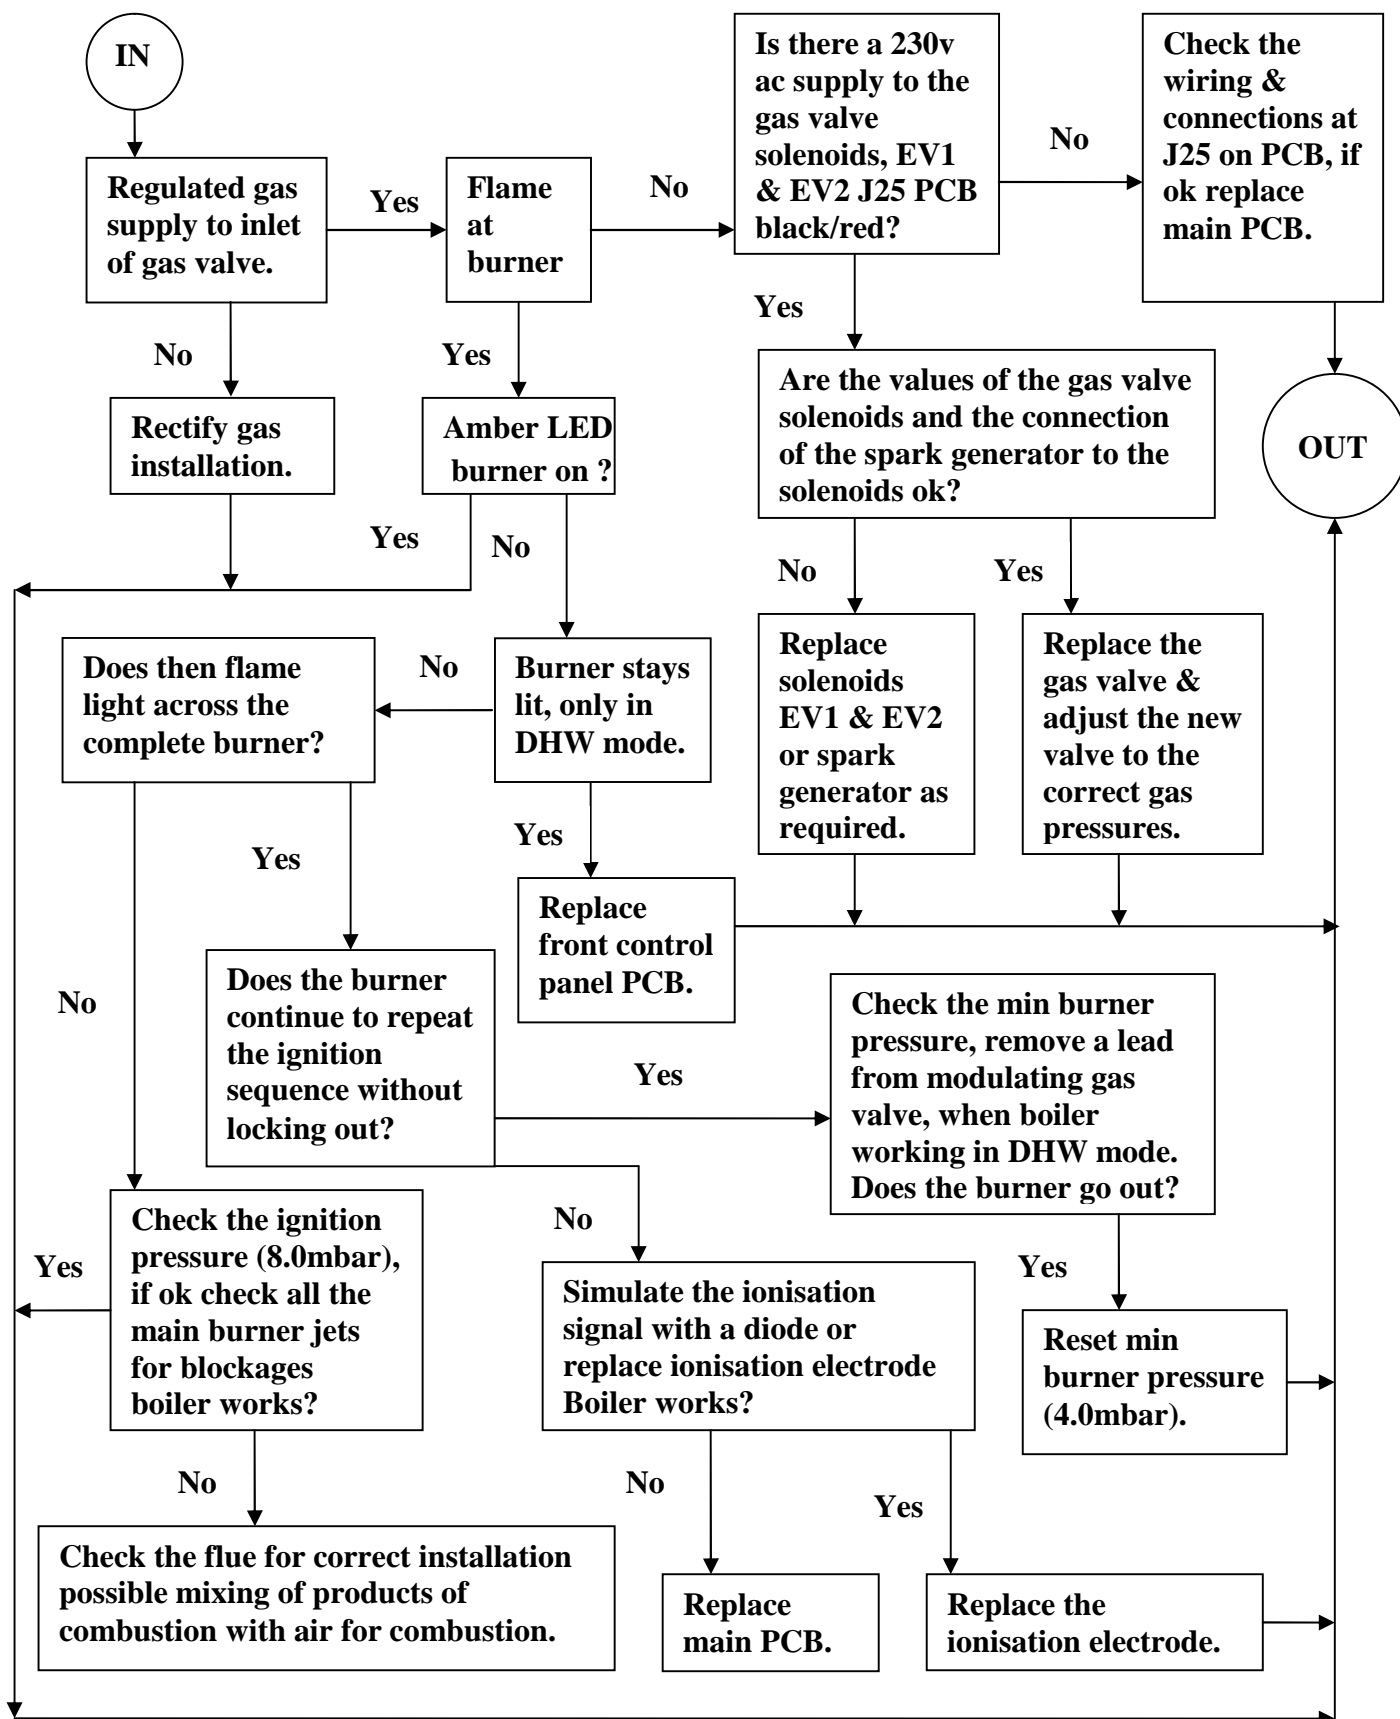 IN
Regulated gas
supply to inlet
of gas valve.
Yes
Flame
at
burner
No
Is there a 230v
ac supply to the
gas valve
solenoids, EV1
& EV2 J25 PCB
black/red?
No
Check the
wiring &
connections at
J25 on PCB, if
ok replace
main PCB.
No
Yes
Yes
Rectify gas
installation.
Amber LED
burner on ?
Are the values of the gas valve
solenoids and the connection
of the spark generator to the
solenoids ok?
OUT
Yes
No
No
Yes
Does then flame
light across the
complete burner?
No
Burner stays
lit, only in
DHW mode.
Replace
solenoids
EV1 & EV2
or spark
generator as
required.
Replace the
gas valve &
adjust the new
valve to the
correct gas
pressures.
Yes
Yes
Replace
front control
panel PCB.
No
Does the burner
continue to repeat
the ignition
sequence without
locking out?
Yes
Check the min burner
pressure, remove a lead
from modulating gas
valve, when boiler
working in DHW mode.
Does the burner go out?
Yes
Check the ignition
pressure (8.0mbar),
if ok check all the
main burner jets
for blockages
boiler works?
No
Simulate the ionisation
signal with a diode or
replace ionisation electrode
Boiler works?
Yes
Reset min
burner pressure
(4.0mbar).
No
No
Yes
Check the flue for correct installation
possible mixing of products of
combustion with air for combustion.
Replace
main PCB.
Replace the
ionisation electrode.